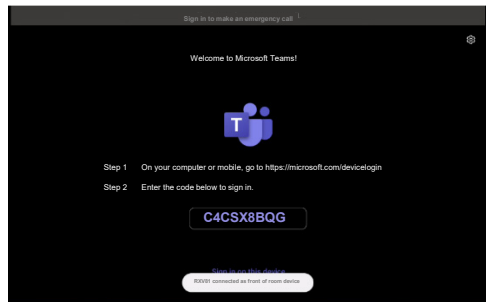 Sign in to make an emergency call
Welcome to Microsoft Teams!
T
Step 1 On your computer or mobile, go to https://microsoft.com/devicelogin
Step 2 Enter the code below to sign in.
C4CSX8BQG
Sign in on this device
RXV81 connected as front of room device